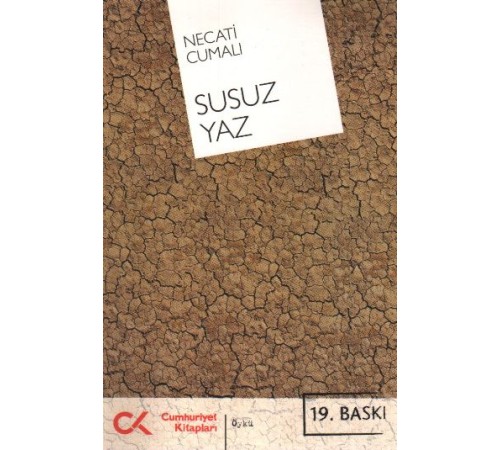 NECATİ
CUMALI
SUSUZ
YAZ
Cumhuriyet
Kitapları
öykü
19. BASKI